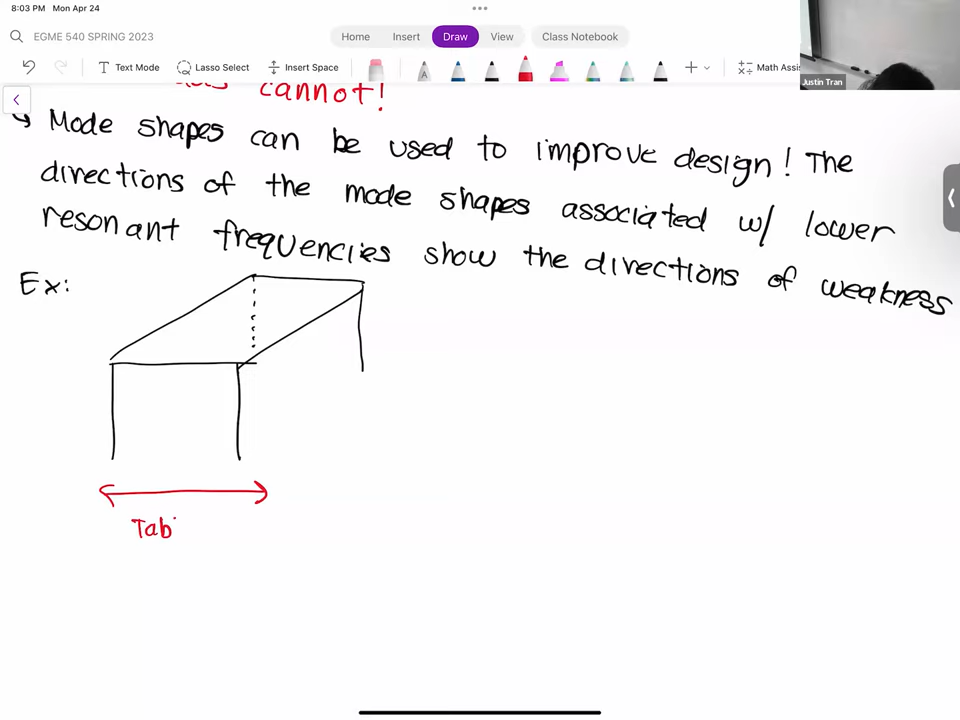 8:03 PM Mon Apr 24
EGME 540 SPRING 2023
Home Insert Draw View Class Notebook
Text Mode Lasso Select Insert Space Math Assis
Justin Tran
cannot!
Mode shapes can be used to improve design! The
directions of the mode shapes associated w/ lower
resonant frequencies show the directions of weakness
Ex:
Tab